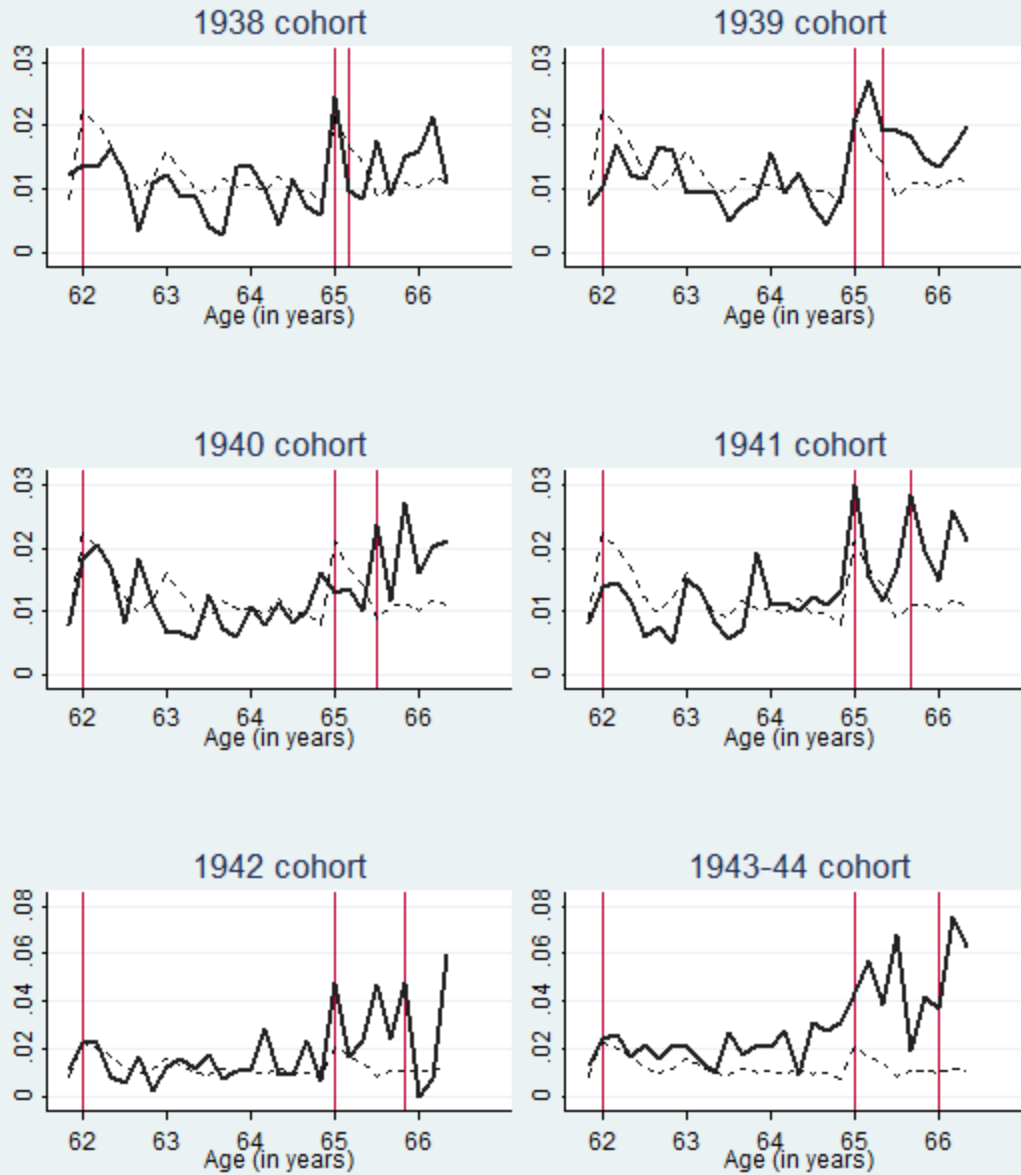 1938 cohort
.03
.02
.01
0
62 63 64 65 66
Age (in years)
1939 cohort
.03
.02
.01
0
62 63 64 65 66
Age (in years)
1940 cohort
.03
.02
.01
0
62 63 64 65 66
Age (in years)
1941 cohort
.03
.02
.01
0
62 63 64 65 66
Age (in years)
1942 cohort
.08
.06
.04
.02
0
62 63 64 65 66
Age (in years)
1943-44 cohort
.08
.06
.04
.02
0
62 63 64 65 66
Age (in years)